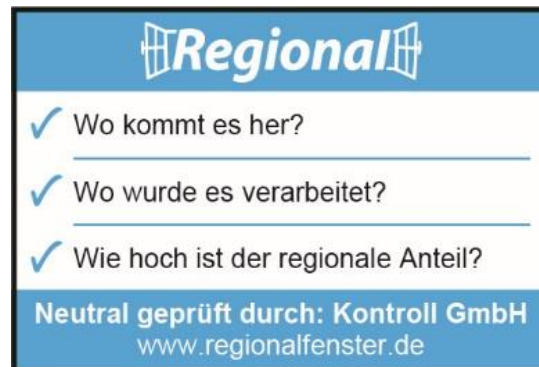 Regional
Wo kommt es her?
Wo wurde es verarbeitet?
Wie hoch ist der regionale Anteil?
Neutral geprüft durch: Kontroll GmbH
www.regionalfenster.de